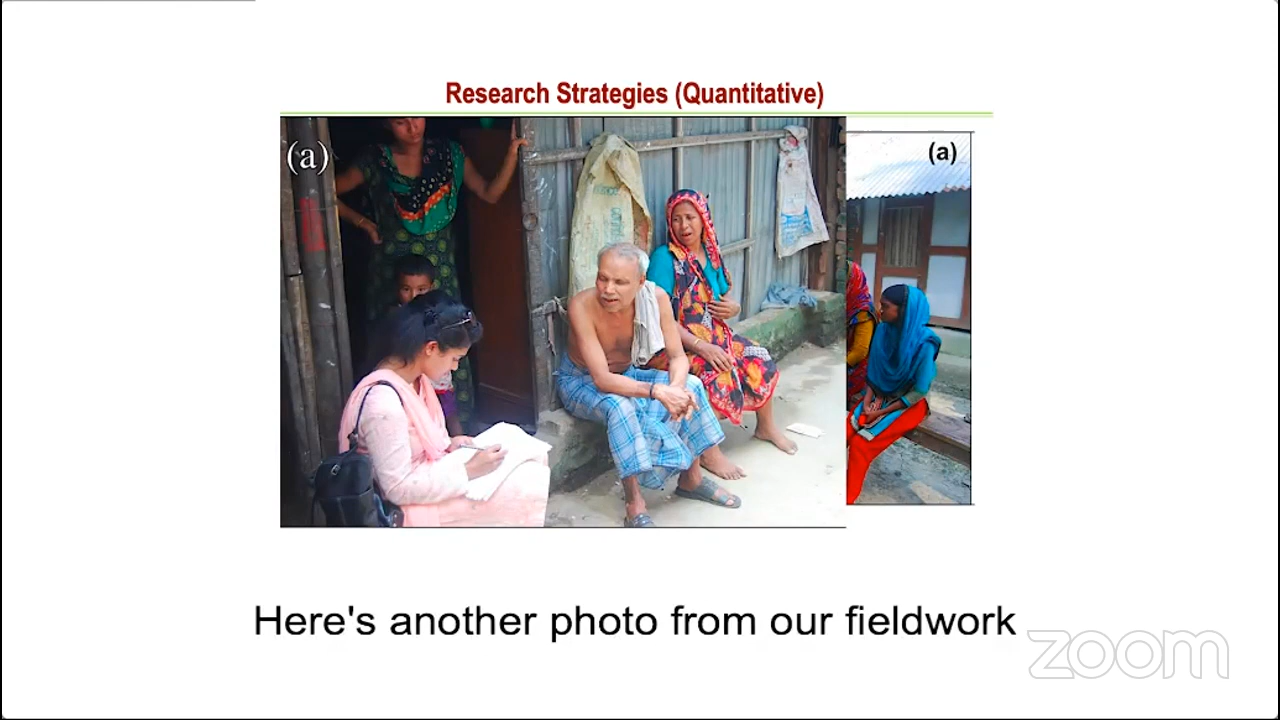 Research Strategies (Quantitative)
(a)
(a)
Here's another photo from our fieldwork
zoom